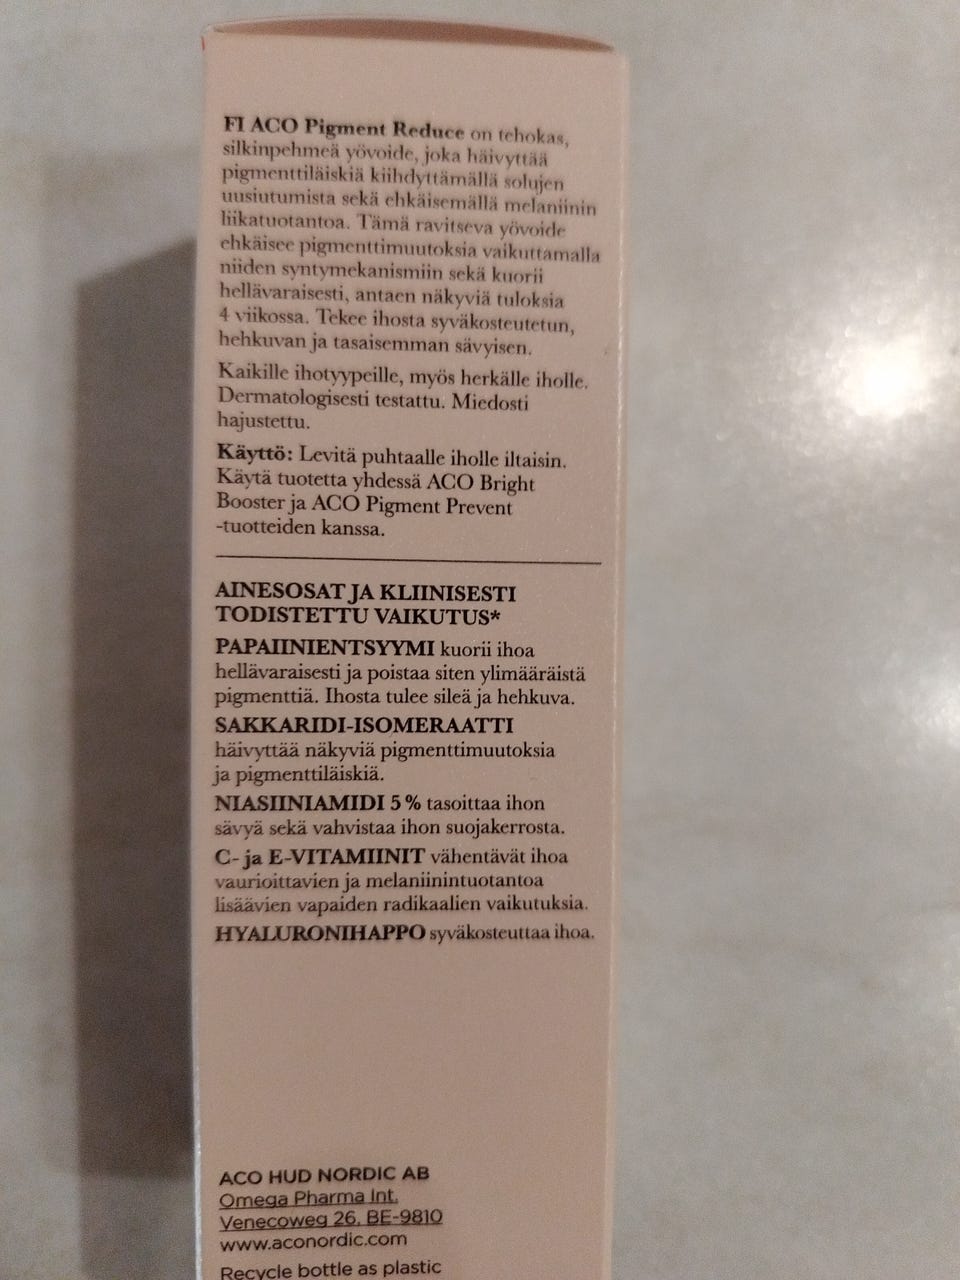 FI ACO Pigment Reduce on tehokas,
silkinpehmeä yövoide, joka häivyttää
pigmenttiläiskiä kiihdyttämällä solujen
uusiutumista sekä ehkäisemällä melaniinin
liikatuotantoa. Tämä ravitseva yövoide
ehkäisee pigmenttimuutoksia vaikuttamalla
niiden syntymekanismiin sekä kuorii
hellävaraisesti, antaen näkyviä tuloksia
4 viikossa. Tekee ihosta syväkosteutetun,
hehkuvan ja tasaisemman sävyisen.
Kaikille ihotyypeille, myös herkälle iholle.
Dermatologisesti testattu. Miedosti
hajustettu.
Käyttö: Levitä puhtaalle iholle iltaisin.
Käytä tuotetta yhdessä ACO Bright
Booster ja ACO Pigment Prevent
-tuotteiden kanssa.
AINESOSAT JA KLIINISESTI
TODISTETTU VAIKUTUS*
PAPAIINIENTSYYMI kuorii ihoa
hellävaraisesti ja poistaa siten ylimääräistä
pigmenttiä. Ihosta tulee sileä ja hehkuva.
SAKKARIDI-ISOMERAATTI
häivyttää näkyviä pigmenttimuutoksia
ja pigmenttiläiskiä.
NIASIINIAMIDI 5 % tasoittaa ihon
sävyä sekä vahvistaa ihon suojakerrosta.
C- ja E-VITAMIINIT vähentävät ihoa
vaurioittavien ja melaniinintuotantoa
lisäävien vapaiden radikaalien vaikutuksia.
HYALURONIHAPPO syväkosteuttaa ihoa.
ACO HUD NORDIC AB
Omega Pharma Int.
Venecoweg 26, BE-9810
www.aconordic.com
Recycle bottle as plastic